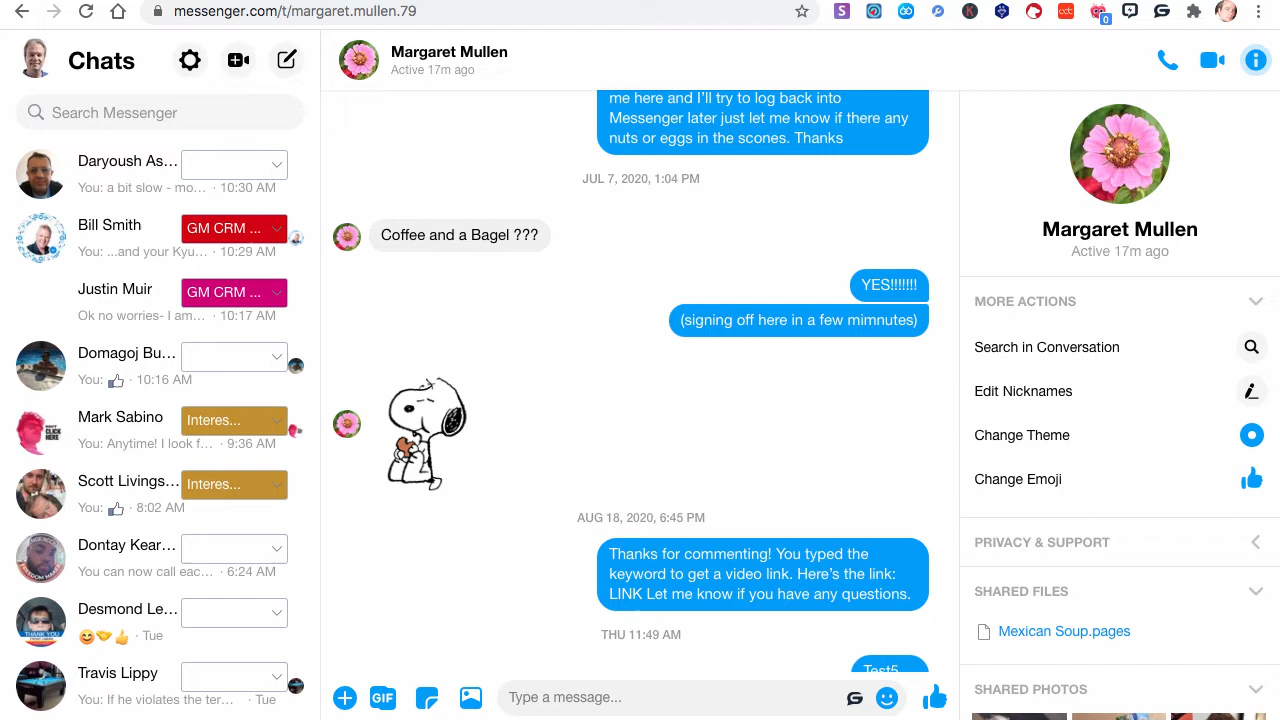 messenger.com/t/margaret.mullen.79
S
K
abt
0
Chats
Search Messenger
Daryoush As...
You: a bit slow - mo... · 10:30 AM
Bill Smith
GM CRM ...
You: ...and your Kyu... · 10:29 AM
Justin Muir
GM CRM ...
Ok no worries- I am... · 10:17 AM
Domagoj Bu...
You: · 10:16 AM
Mark Sabino
Interes...
CLICK
HERE
You: Anytime! I look f... · 9:36 AM
Scott Livings...
Interes...
You: · 8:02 AM
Dontay Kear...
You can now call eac... · 6:24 AM
Desmond Le...
THANK YOU
· Tue
Travis Lippy
You: If he violates the ter... · Tue
Margaret Mullen
Active 17m ago
me here and I'll try to log back into
Messenger later just let me know if there any
nuts or eggs in the scones. Thanks
JUL 7, 2020, 1:04 PM
Coffee and a Bagel ???
YES!!!!!!!
(signing off here in a few mimnutes)
AUG 18, 2020, 6:45 PM
Thanks for commenting! You typed the
keyword to get a video link. Here's the link:
LINK Let me know if you have any questions.
THU 11:49 AM
Test5
GIF
Type a message...
Margaret Mullen
Active 17m ago
MORE ACTIONS
Search in Conversation
Edit Nicknames
Change Theme
Change Emoji
PRIVACY & SUPPORT
SHARED FILES
Mexican Soup.pages
SHARED PHOTOS